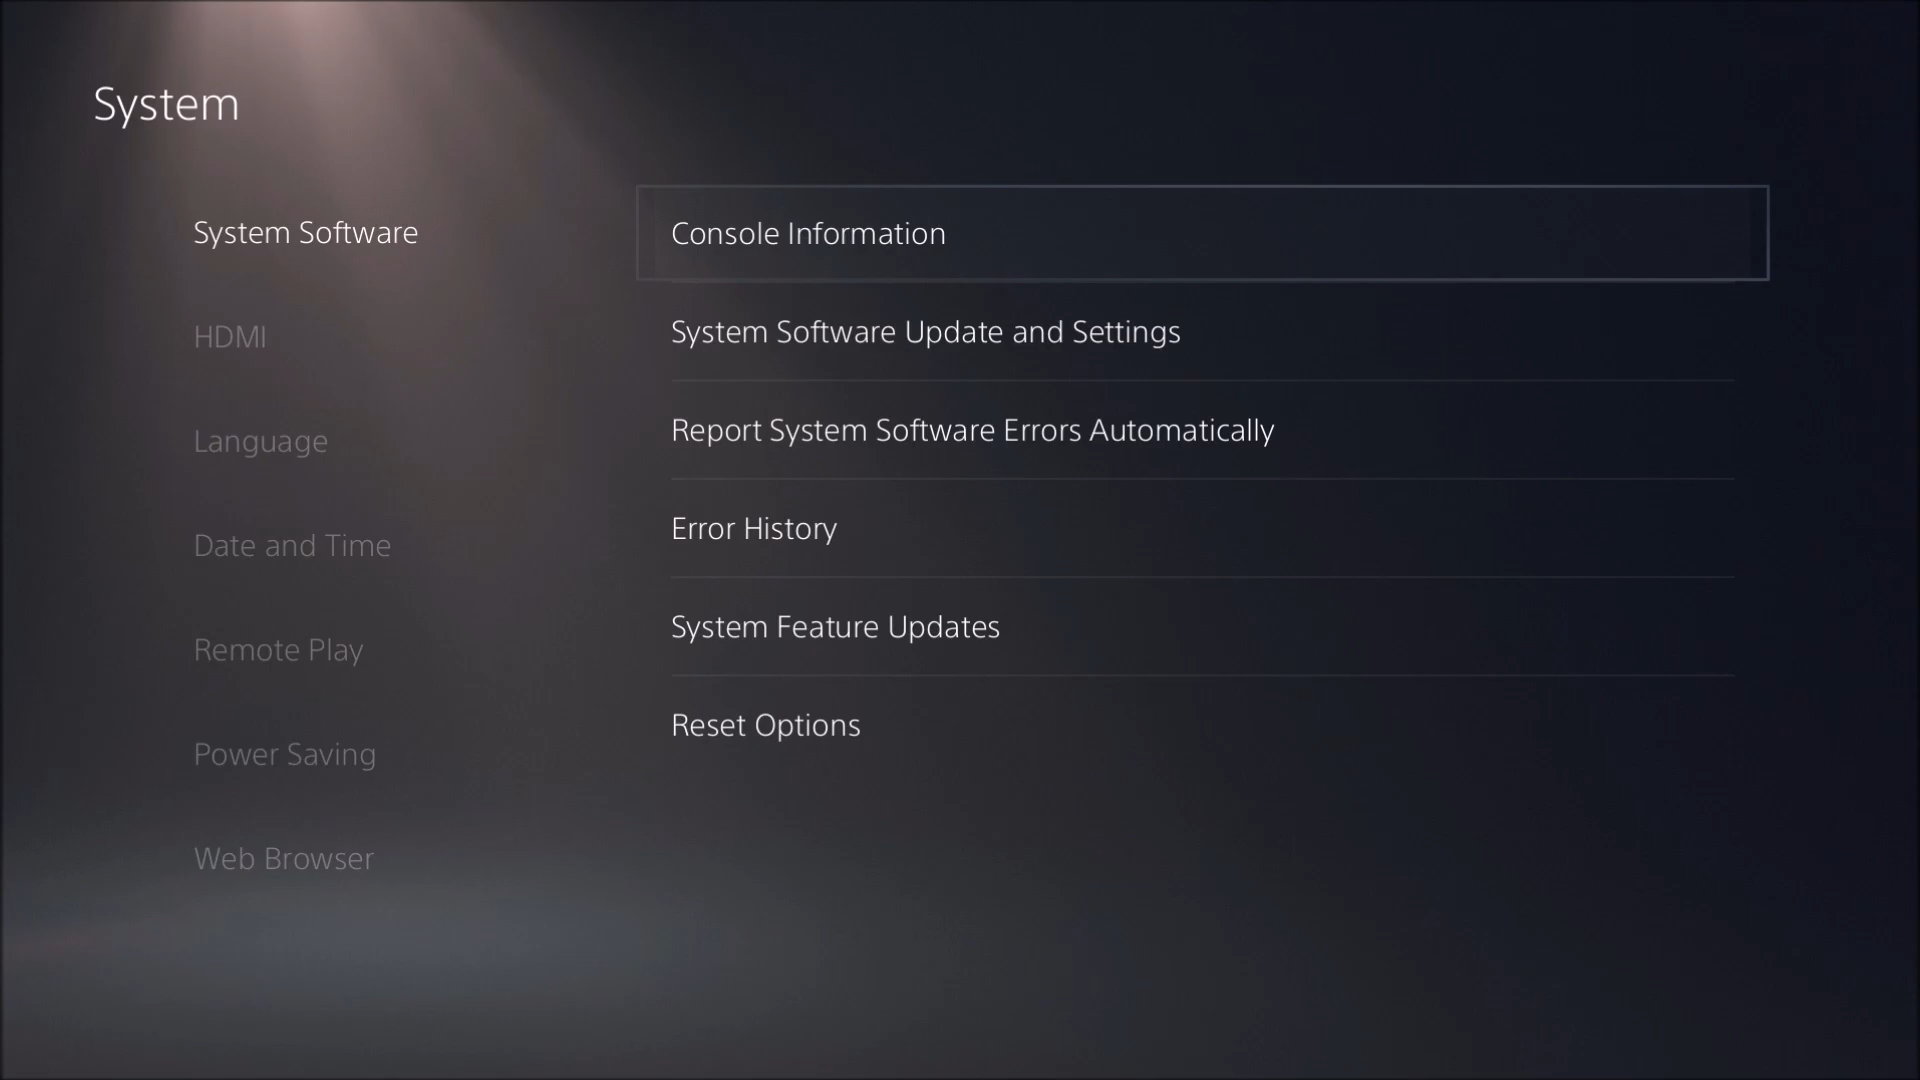 System
System Software
HDMI
Language
Date and Time
Remote Play
Power Saving
Web Browser
Console Information
System Software Update and Settings
Report System Software Errors Automatically
Error History
System Feature Updates
Reset Options